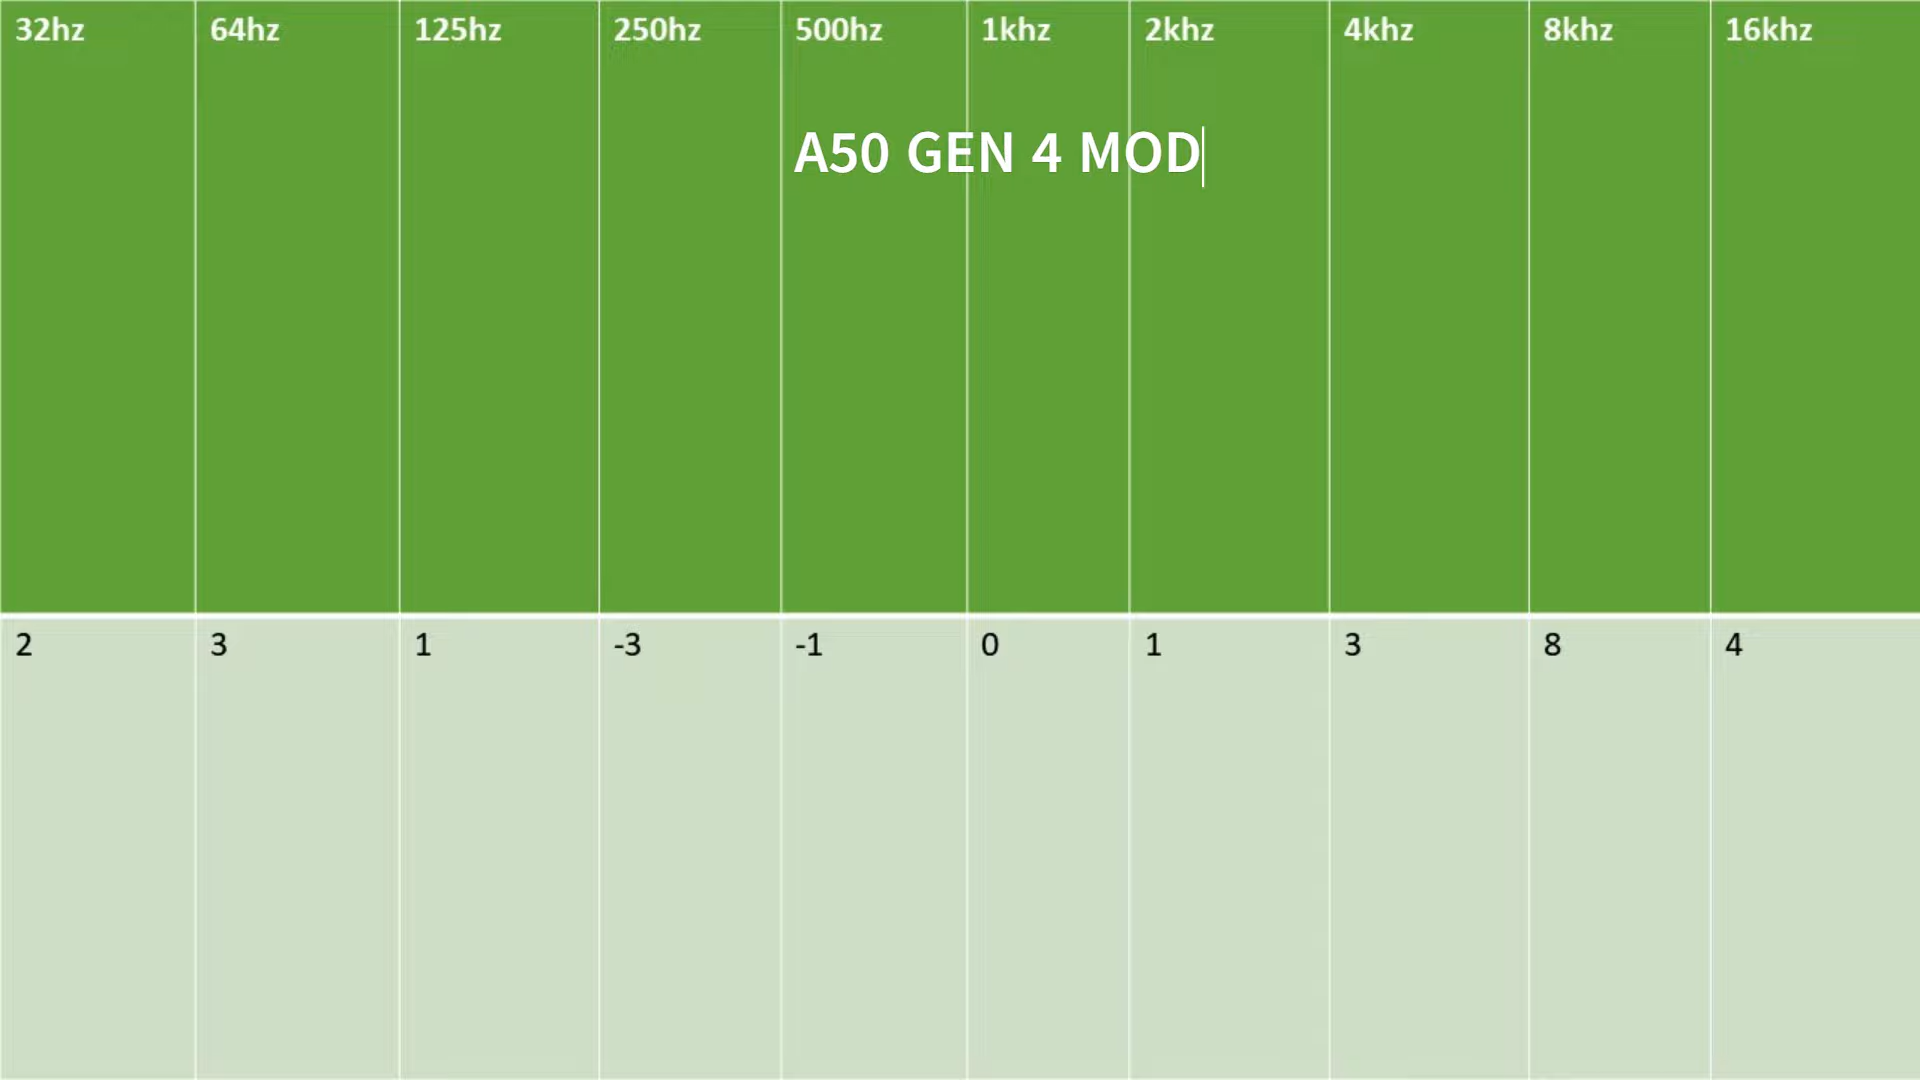 32hz 64hz 125hz 250hz 500hz 1khz 2khz 4khz 8khz 16khz
A50 GEN 4 MOD
2 3 1 -3 -1 0 1 3 8 4